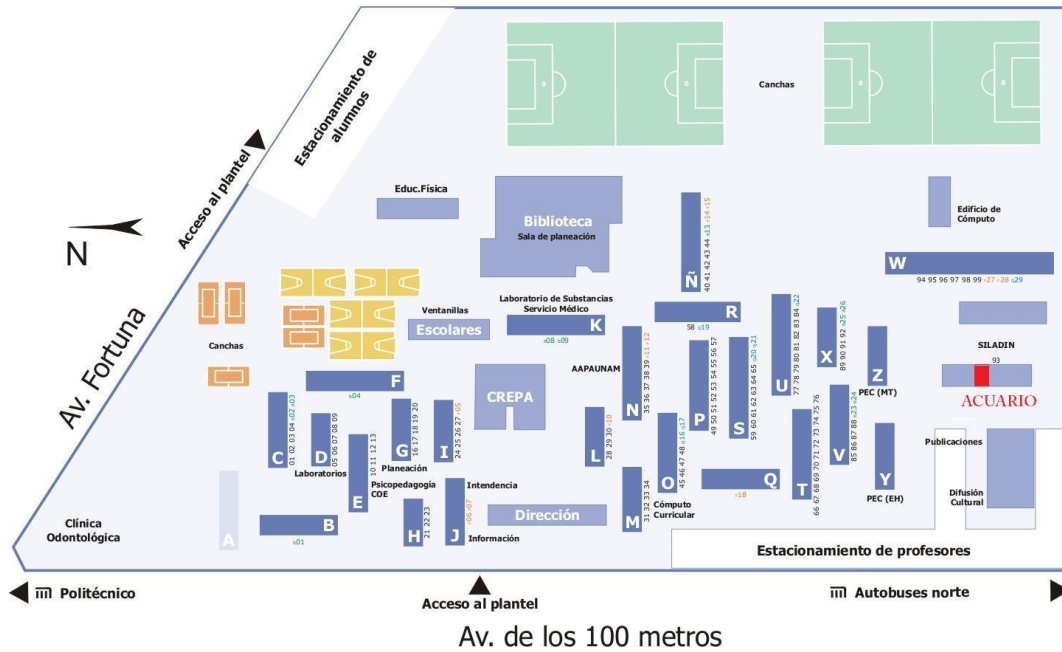 Estacionamiento de
alumnos
Acceso al plantel
Canchas
Educ.Física
Biblioteca
Sala de planeación
Edificio de
Cómputo
N
Av. Fortuna
Canchas
Ventanillas
Escolares
Laboratorio de Substancias
Servicio Médico
K
Ñ
40 41 42 43 44
R
W
94 95 96 97 98 99
SILADIN
93
ACUARIO
F
CREPA
AAPAUNAM
N
35 36 37 38 39
P
49 50 51 52 53 54 55 56 57
S
59 60 61 62 63 64 65
U
77 78 79 80 81 82 83 84
X
89 90 91 92
Z
PEC (MT)
C
01 02 03 04
D
05 06 07 08 09
Laboratorios
E
10 11 12 13
Psicopedagogía
COE
G
16 17 18 19 20
Planeación
I
24 25 26 27
L
28 29 30
O
45 46 47 48
Q
T
66 67 68 69 70 71 72 73 74 75 76
V
85 86 87 88
Y
PEC (EH)
Publicaciones
Difusión
Cultural
Clínica
Odontológica
A
B
H
21 22 23
J
Intendencia
Información
Dirección
M
31 32 33 34
Cómputo
Curricular
Estacionamiento de profesores
Politécnico
Acceso al plantel
Autobuses norte
Av. de los 100 metros